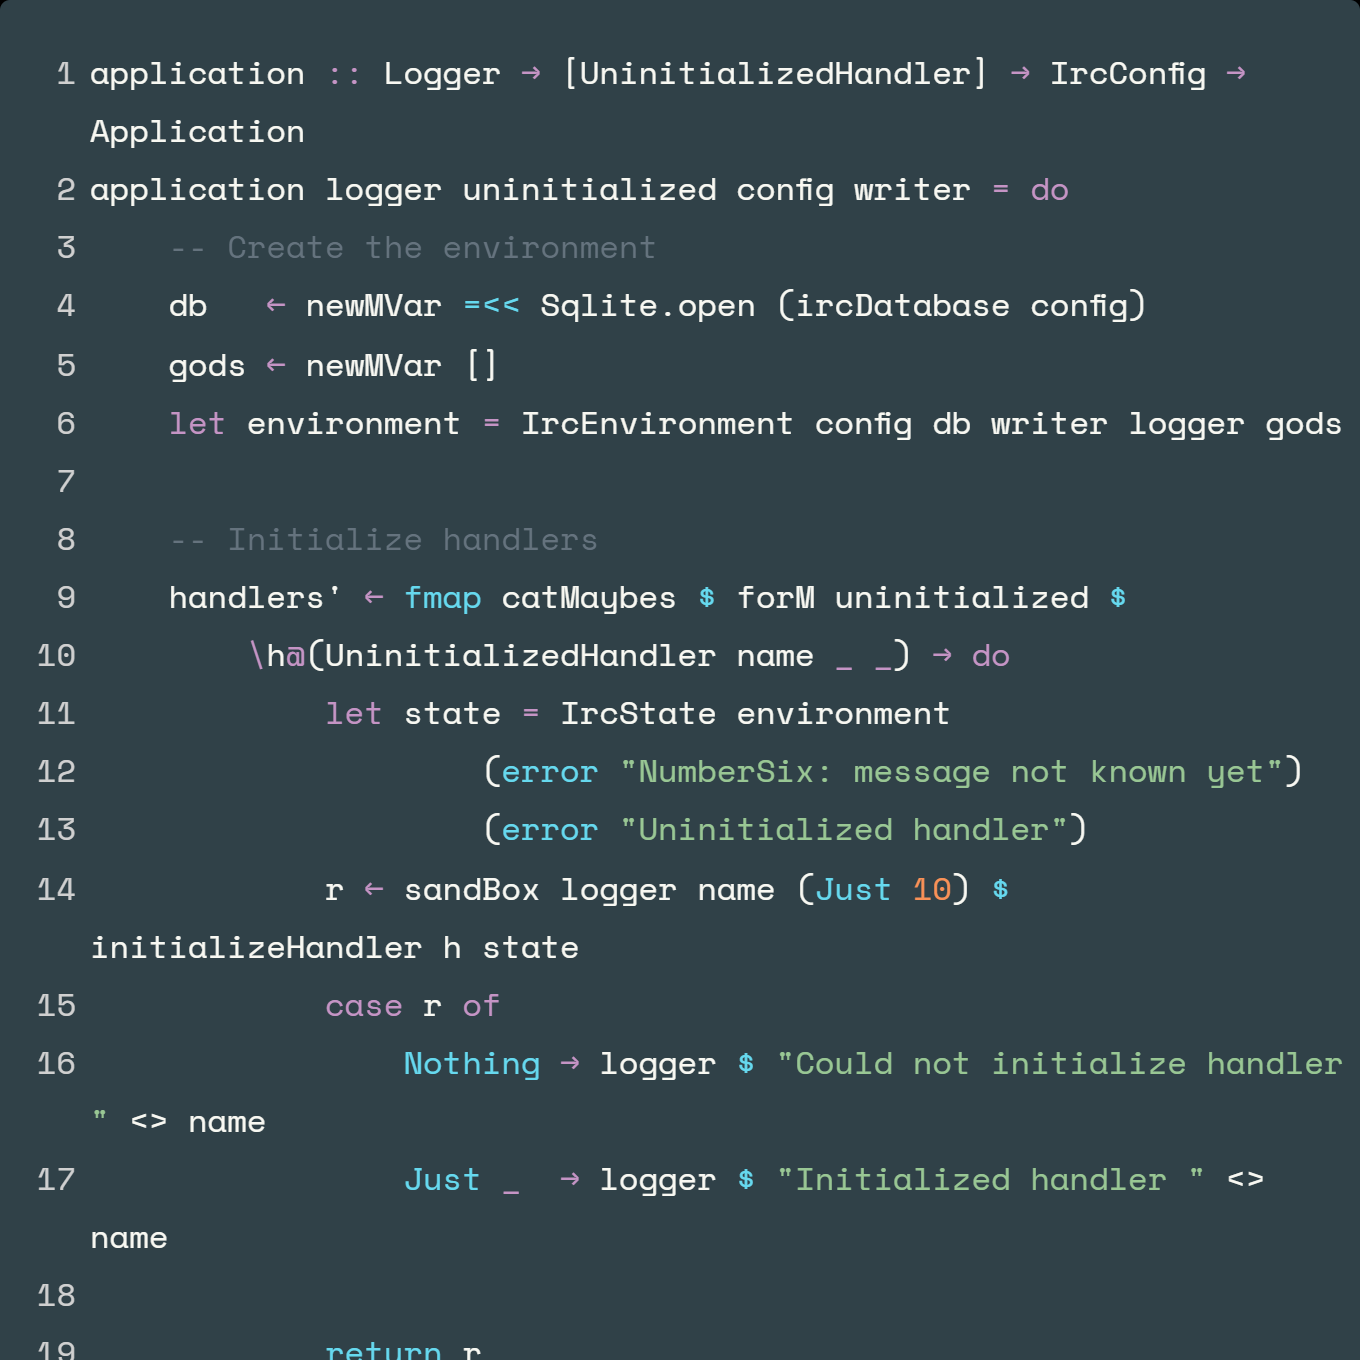 1 application :: Logger → [UninitializedHandler] → IrcConfig →
Application
2 application logger uninitialized config writer = do
3     -- Create the environment
4     db   ← newMVar =<< Sqlite.open (ircDatabase config)
5     gods ← newMVar []
6     let environment = IrcEnvironment config db writer logger gods
7
8     -- Initialize handlers
9     handlers' ← fmap catMaybes $ forM uninitialized $
10         \h@(UninitializedHandler name _ _) → do
11             let state = IrcState environment
12                     (error "NumberSix: message not known yet")
13                     (error "Uninitialized handler")
14             r ← sandBox logger name (Just 10) $
initializeHandler h state
15             case r of
16                 Nothing → logger $ "Could not initialize handler
" <> name
17                 Just _  → logger $ "Initialized handler " <>
name
18
19             return r